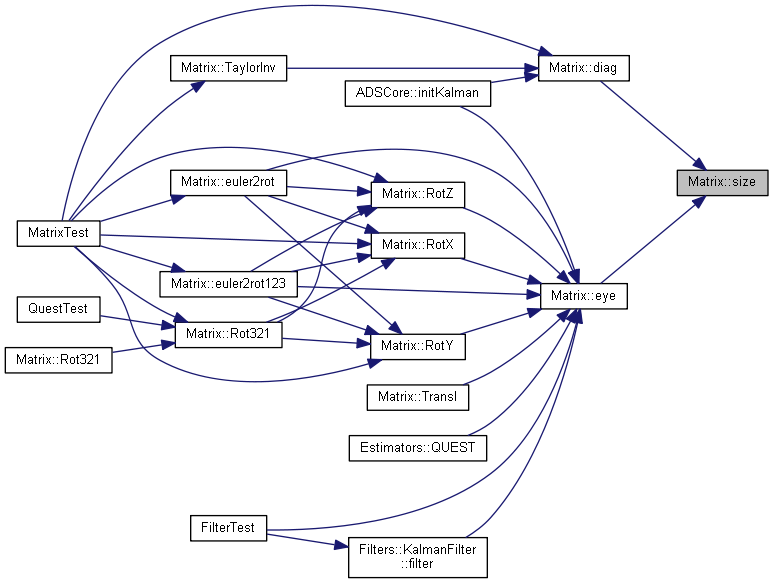 Matrix::TaylorInv
Matrix::diag
ADSCore::initKalman
Matrix::euler2rot
Matrix::RotZ
Matrix::size
MatrixTest
Matrix::RotX
Matrix::euler2rot123
Matrix::eye
QuestTest
Matrix::Rot321
Matrix::RotY
Matrix::Rot321
Matrix::Transl
Estimators::QUEST
FilterTest
Filters::KalmanFilter
::filter